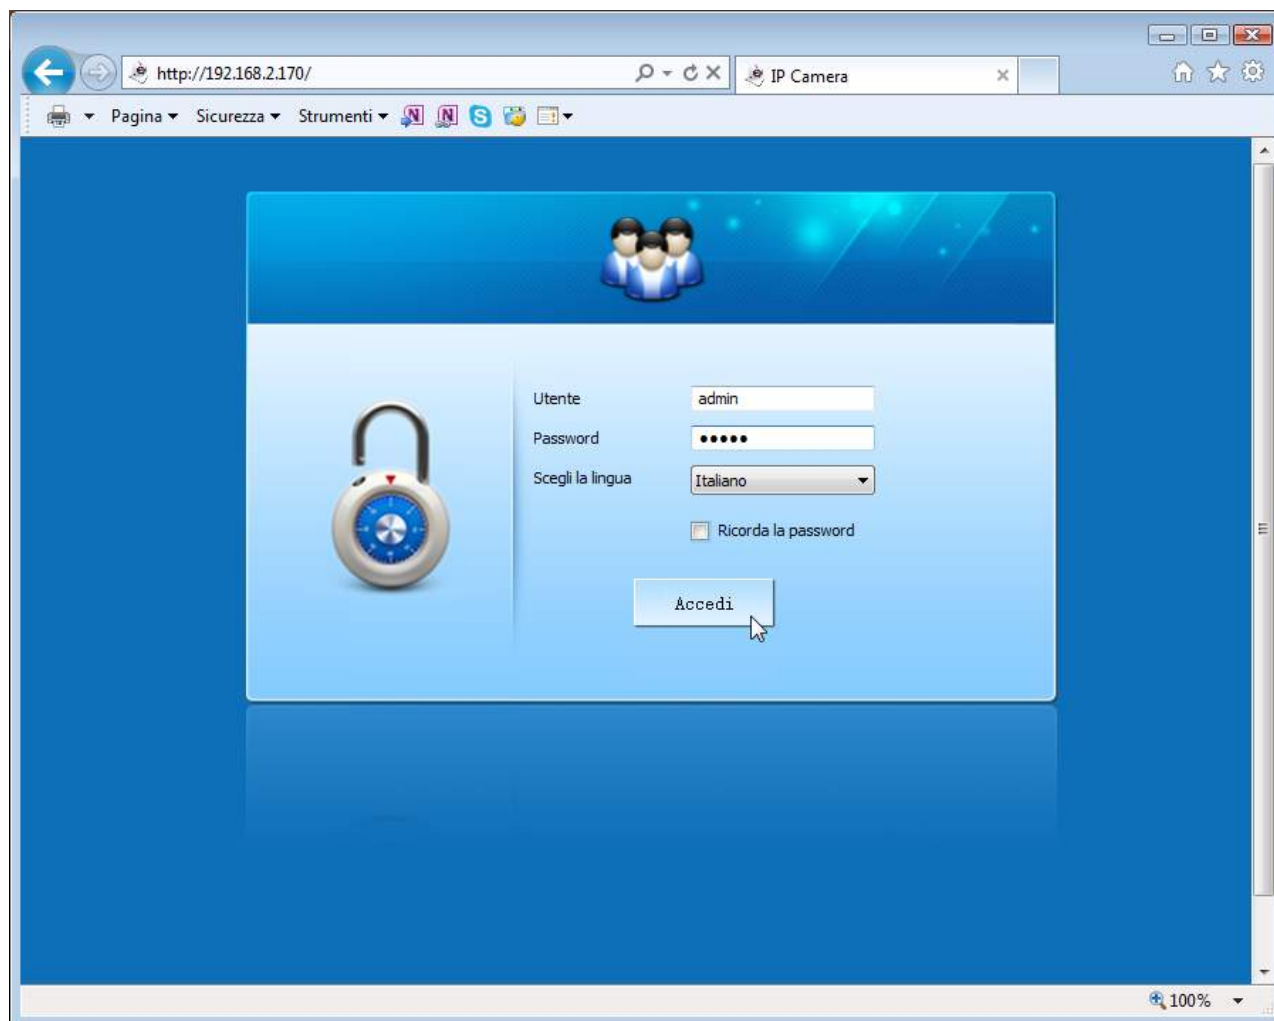 http://192.168.2.170/
IP Camera
Pagina Sicurezza Strumenti
Utente admin
Password •••••
Scegli la lingua Italiano
Ricorda la password
Accedi
100%